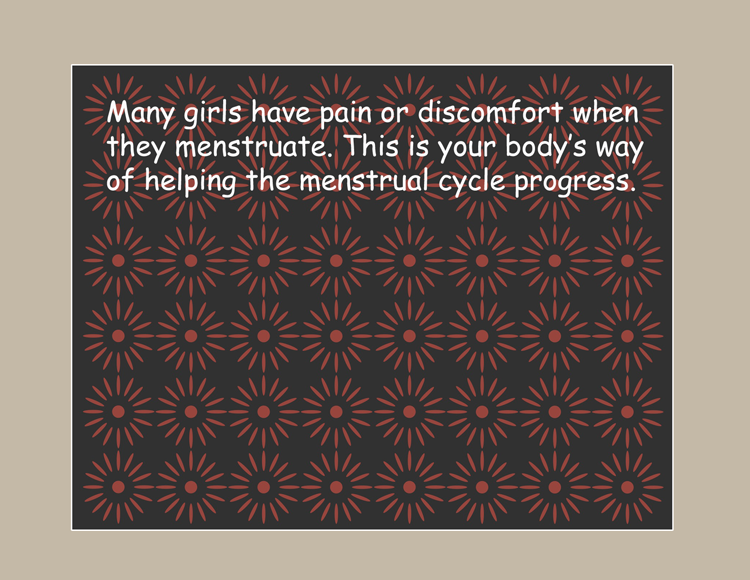 Many girls have pain or discomfort when
they menstruate. This is your body's way
of helping the menstrual cycle progress.